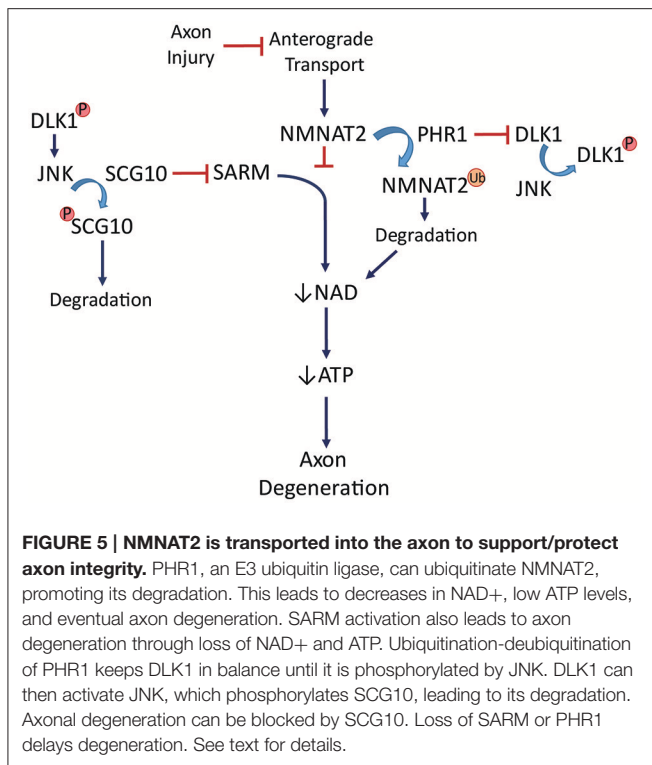 Axon
Injury
Anterograde
Transport
DLK1 P
NMNAT2
PHR1
DLK1
DLK1 P
JNK
SCG10
SARM
NMNAT2 Ub
JNK
P SCG10
Degradation
Degradation
↓NAD
↓ATP
Axon
Degeneration
FIGURE 5 | NMNAT2 is transported into the axon to support/protect
axon integrity. PHR1, an E3 ubiquitin ligase, can ubiquitinate NMNAT2,
promoting its degradation. This leads to decreases in NAD+, low ATP levels,
and eventual axon degeneration. SARM activation also leads to axon
degeneration through loss of NAD+ and ATP. Ubiquitination-deubiquitination
of PHR1 keeps DLK1 in balance until it is phosphorylated by JNK. DLK1 can
then activate JNK, which phosphorylates SCG10, leading to its degradation.
Axonal degeneration can be blocked by SCG10. Loss of SARM or PHR1
delays degeneration. See text for details.